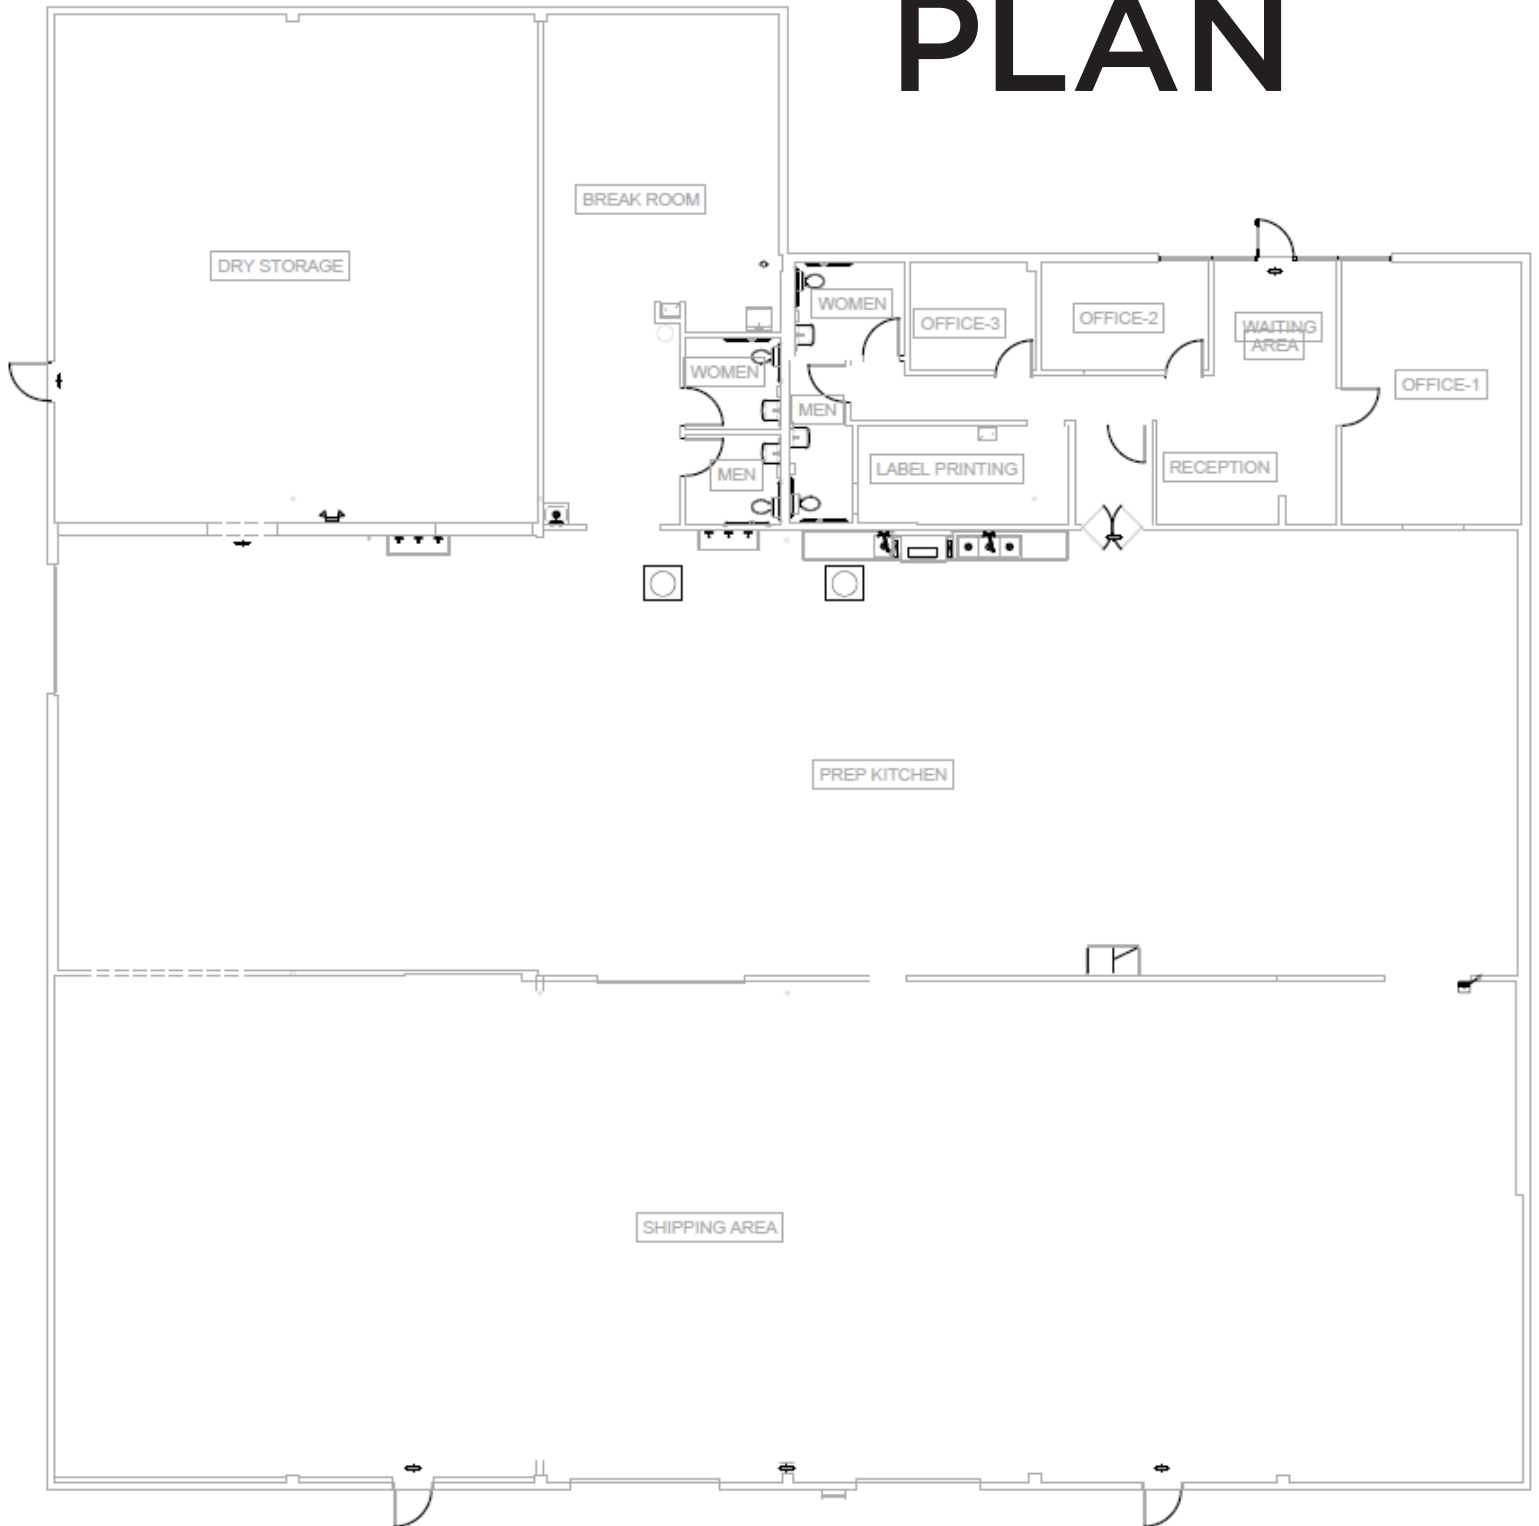 PLAN
BREAK ROOM
DRY STORAGE
WOMEN
OFFICE-3
OFFICE-2
WAITING
AREA
OFFICE-1
WOMEN
MEN
MEN
LABEL PRINTING
RECEPTION
PREP KITCHEN
SHIPPING AREA